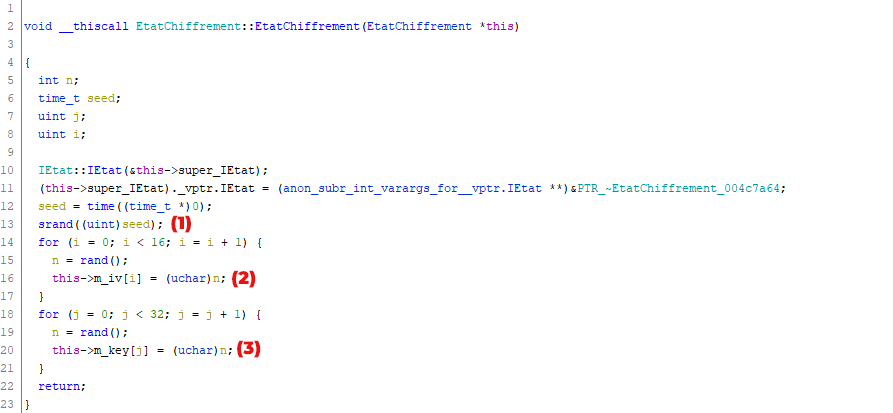 1
2 void __thiscall EtatChiffrement::EtatChiffrement(EtatChiffrement *this)
3
4 {
5 int n;
6 time_t seed;
7 uint j;
8 uint i;
9
10 IEtat::IEtat(&this->super_IEtat);
11 (this->super_IEtat)._vptr.IEtat = (anon_subr_int_varargs_for__vptr.IEtat **)&PTR_~EtatChiffrement_004c7a64;
12 seed = time((time_t *)0);
13 srand((uint)seed); (1)
14 for (i = 0; i < 16; i = i + 1) {
15 n = rand();
16 this->m_iv[i] = (uchar)n; (2)
17 }
18 for (j = 0; j < 32; j = j + 1) {
19 n = rand();
20 this->m_key[j] = (uchar)n; (3)
21 }
22 return;
23 }